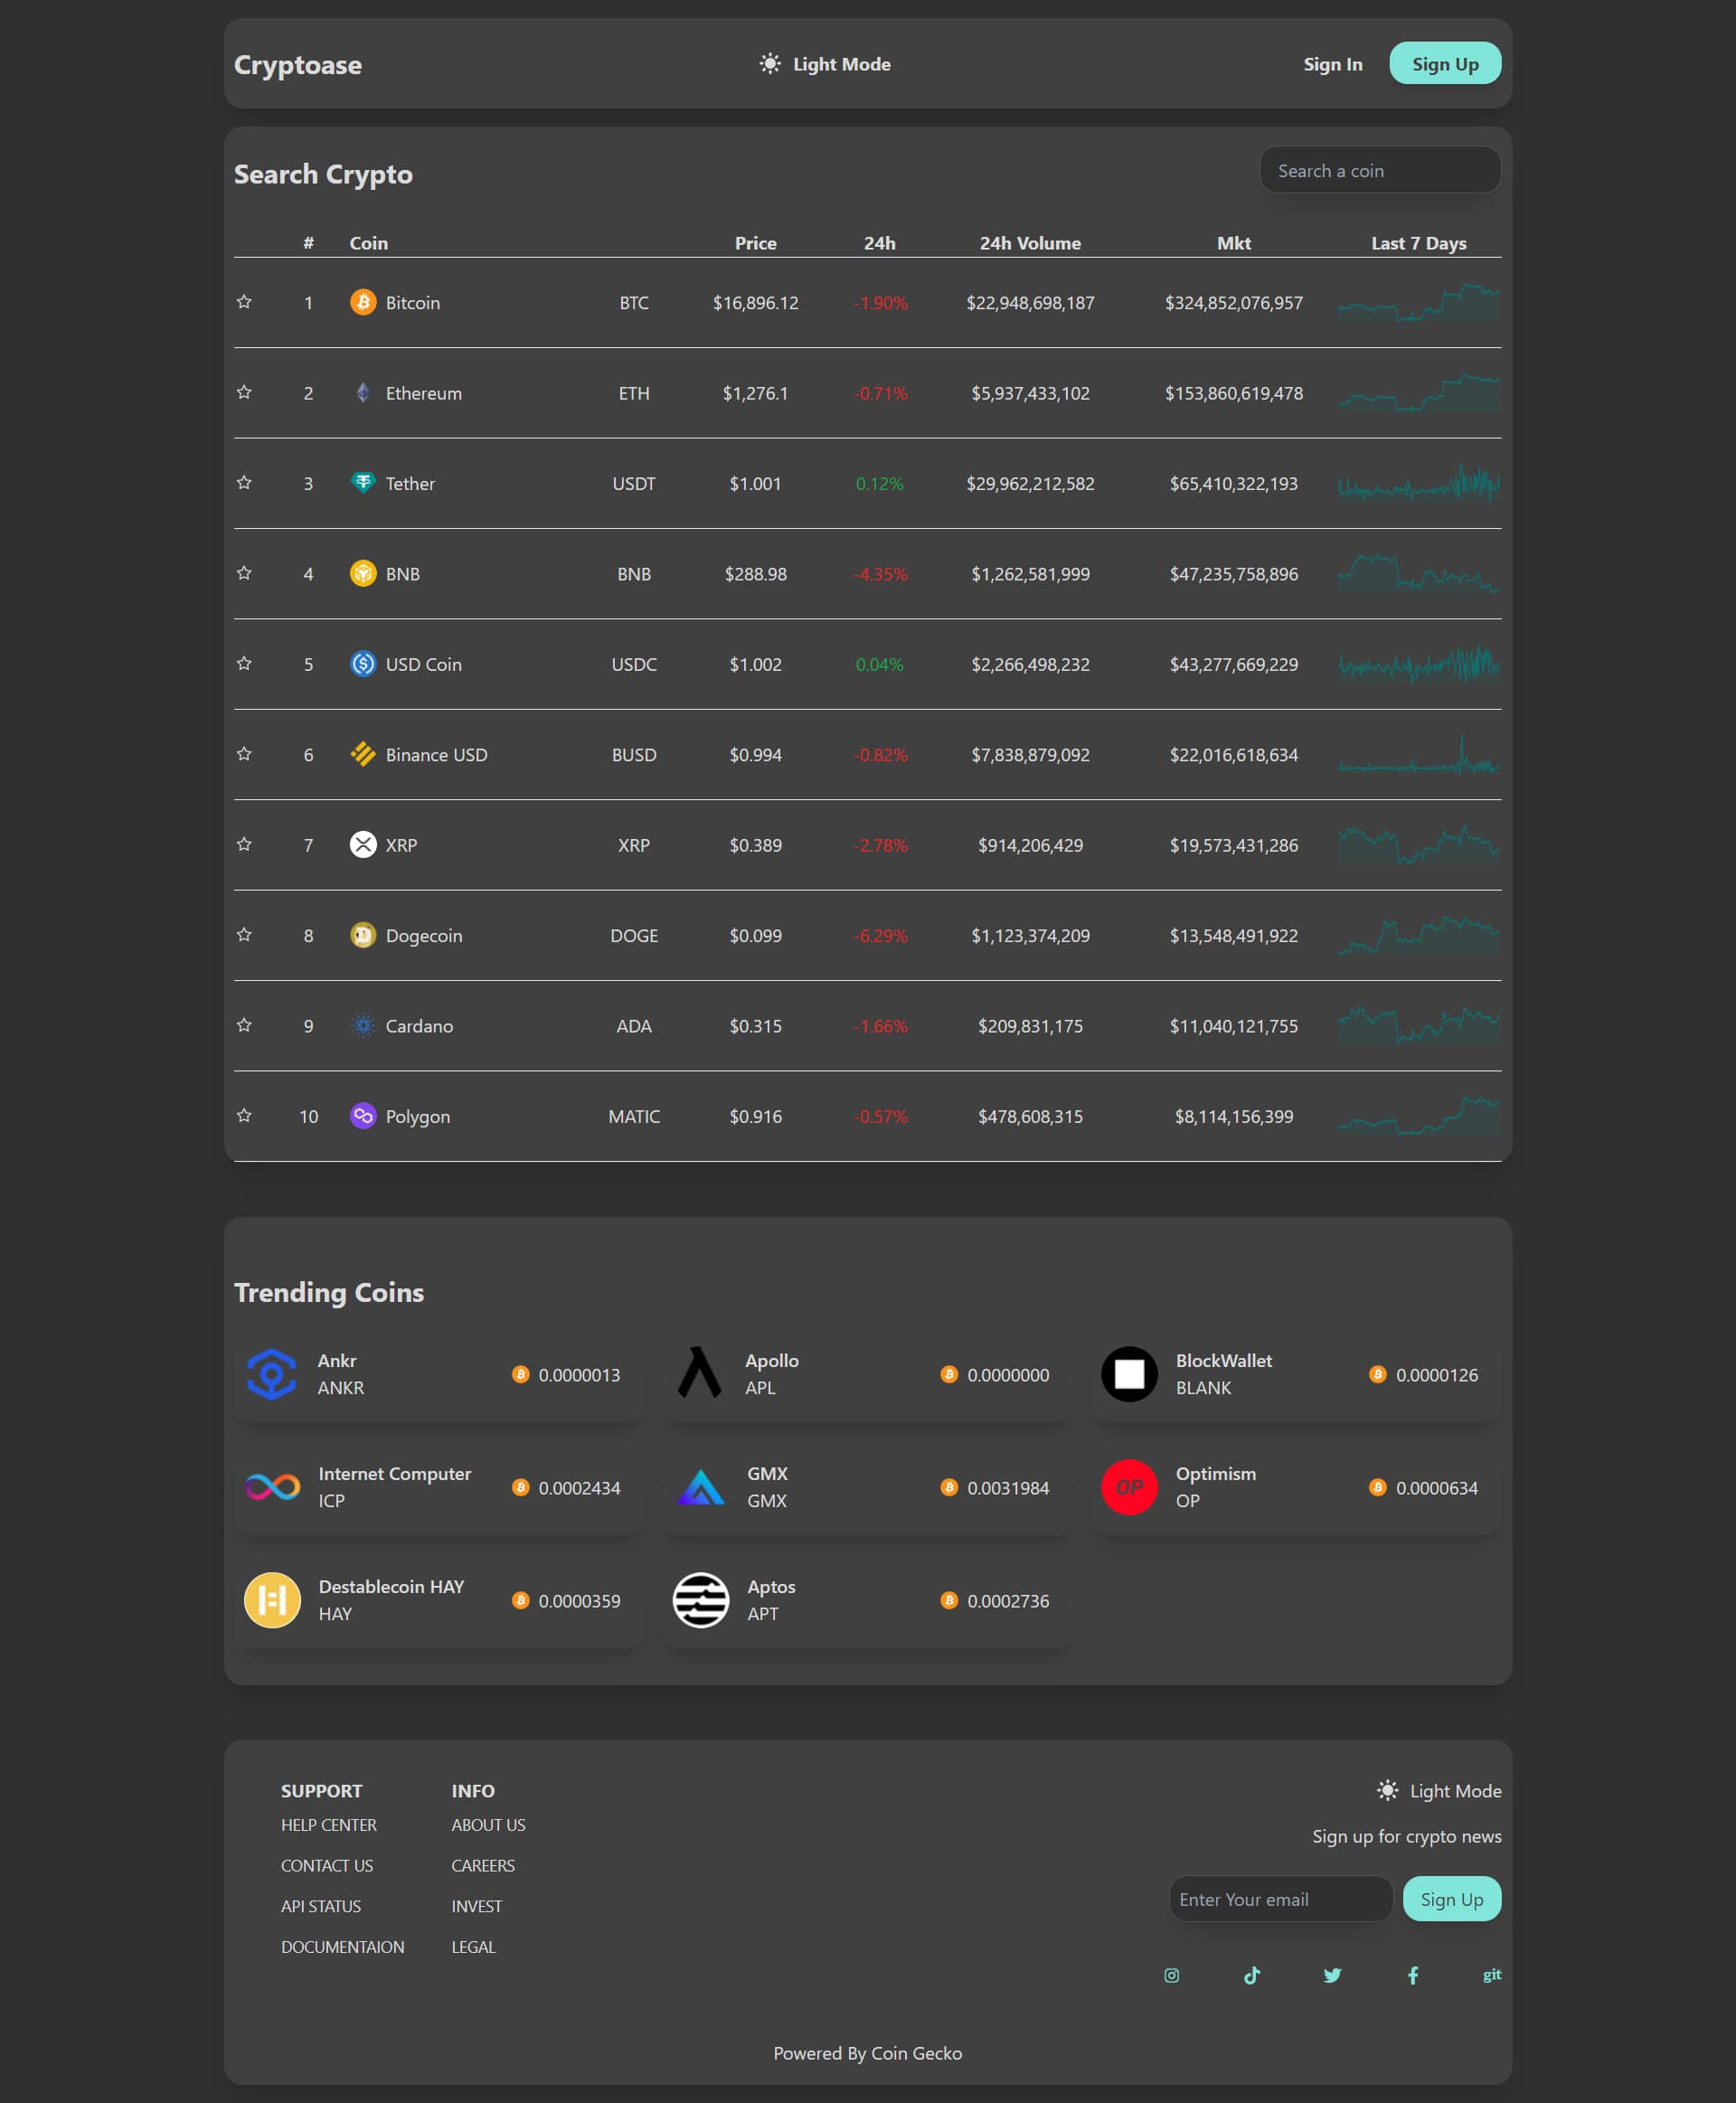 Cryptoase Light Mode Sign In Sign Up
Search Crypto Search a coin
# Coin Price 24h 24h Volume Mkt Last 7 Days
1 Bitcoin BTC $16,896.12 -1.90% $22,948,698,187 $324,852,076,957
2 Ethereum ETH $1,276.1 -0.71% $5,937,433,102 $153,860,619,478
3 Tether USDT $1.001 0.12% $29,962,212,582 $65,410,322,193
4 BNB BNB $288.98 -4.35% $1,262,581,999 $47,235,758,896
5 USD Coin USDC $1.002 0.04% $2,266,498,232 $43,277,669,229
6 Binance USD BUSD $0.994 -0.82% $7,838,879,092 $22,016,618,634
7 XRP XRP $0.389 -2.78% $914,206,429 $19,573,431,286
8 Dogecoin DOGE $0.099 -6.29% $1,123,374,209 $13,548,491,922
9 Cardano ADA $0.315 -1.66% $209,831,175 $11,040,121,755
10 Polygon MATIC $0.916 -0.57% $478,608,315 $8,114,156,399
Trending Coins
Ankr
ANKR
0.0000013
Apollo
APL
0.0000000
BlockWallet
BLANK
0.0000126
Internet Computer
ICP
0.0002434
GMX
GMX
0.0031984
OP
Optimism
OP
0.0000634
Destablecoin HAY
HAY
0.0000359
Aptos
APT
0.0002736
SUPPORT
HELP CENTER
CONTACT US
API STATUS
DOCUMENTAION
INFO
ABOUT US
CAREERS
INVEST
LEGAL
Light Mode
Sign up for crypto news
Enter Your email Sign Up
git
Powered By Coin Gecko